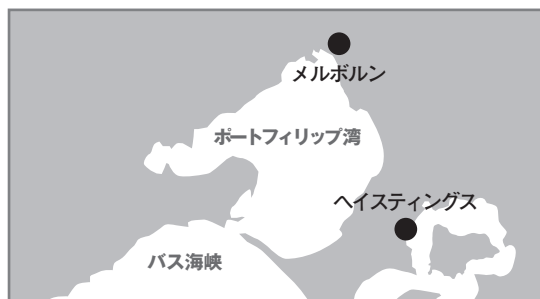 メルボルン
ポートフィリップ湾
ヘイスティングス
バス海峡